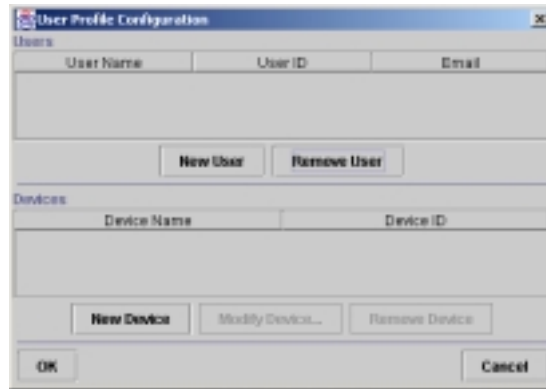 User Profile Configuration
Users
User Name User ID Email
New User Remove User
Devices
Device Name Device ID
New Device Modify Device... Remove Device
OK Cancel